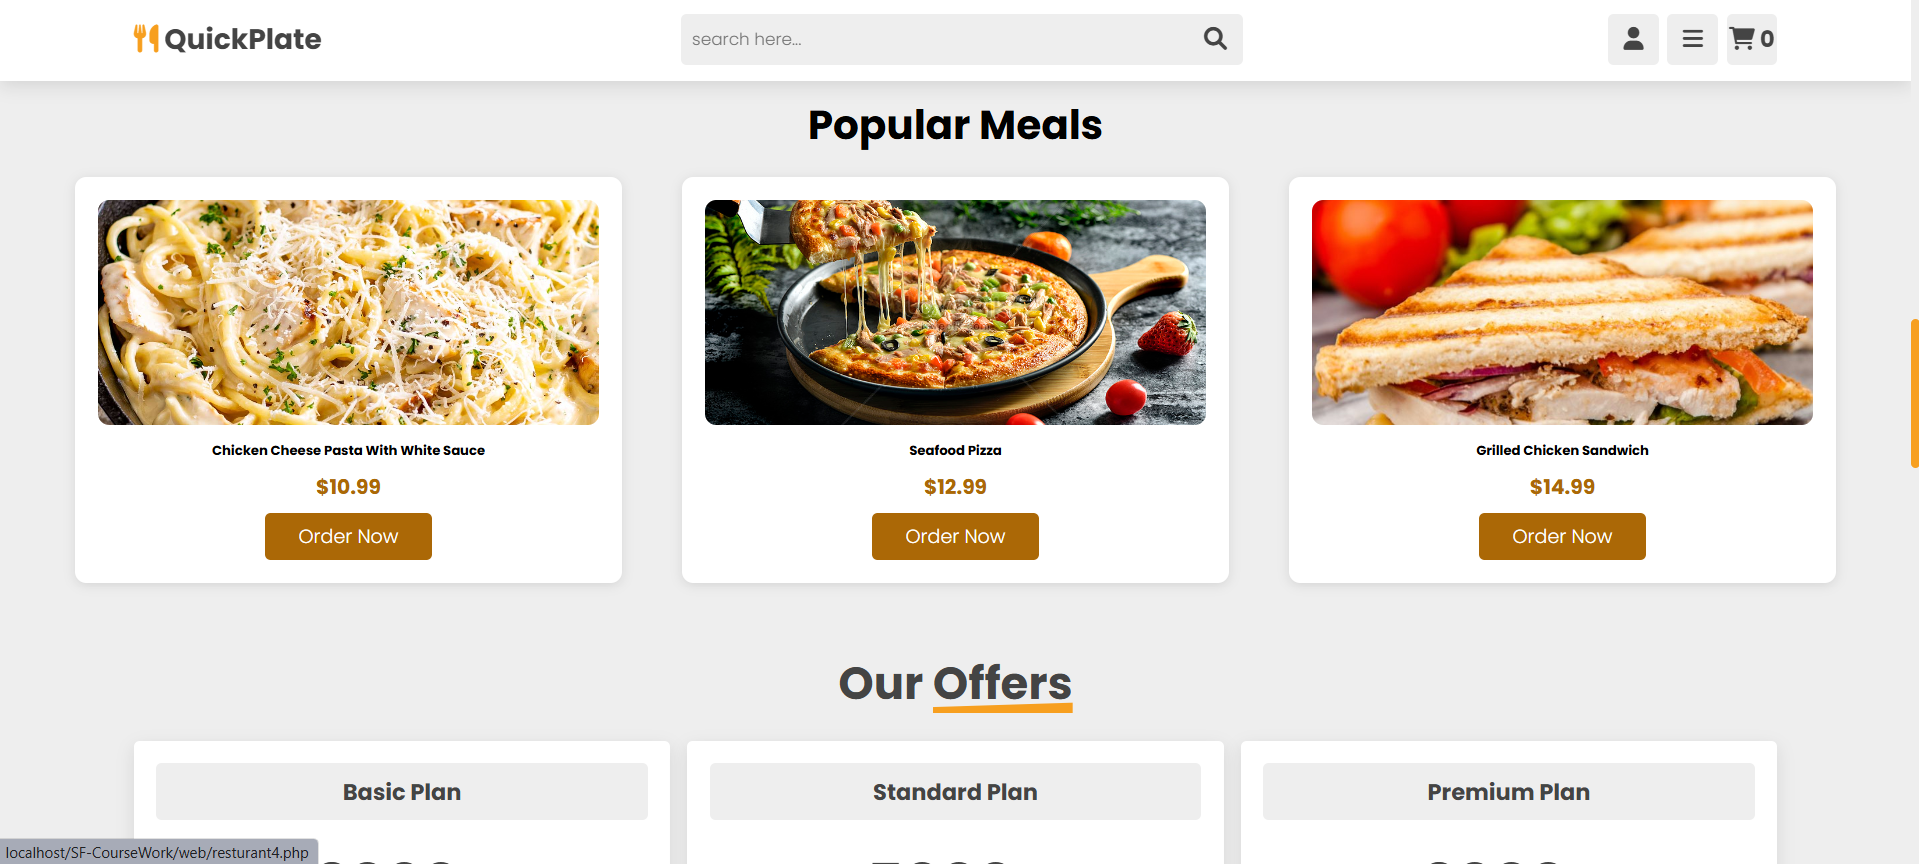 QuickPlate
search here...
0
Popular Meals
Chicken Cheese Pasta With White Sauce
$10.99
Order Now
Seafood Pizza
$12.99
Order Now
Grilled Chicken Sandwich
$14.99
Order Now
Our Offers
Basic Plan
Standard Plan
Premium Plan
localhost/SF-CourseWork/web/resturant4.php